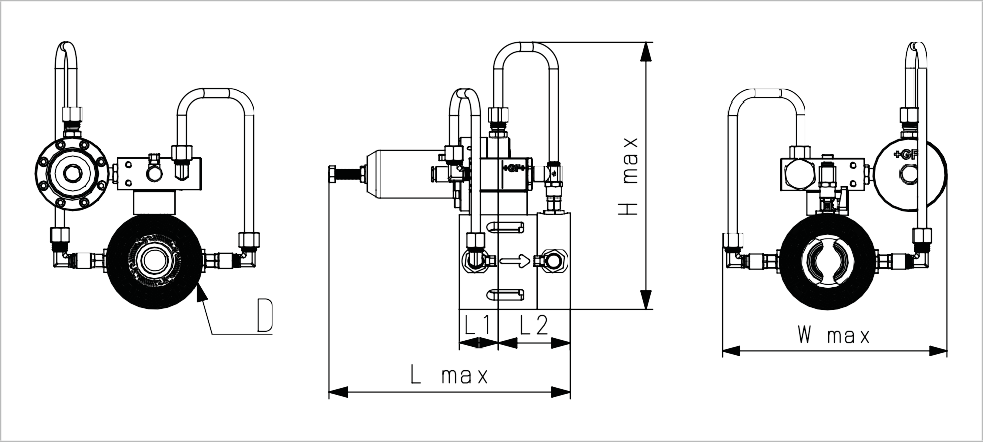 +GF+
+GF
H max
D
L1
L2
W max
L max